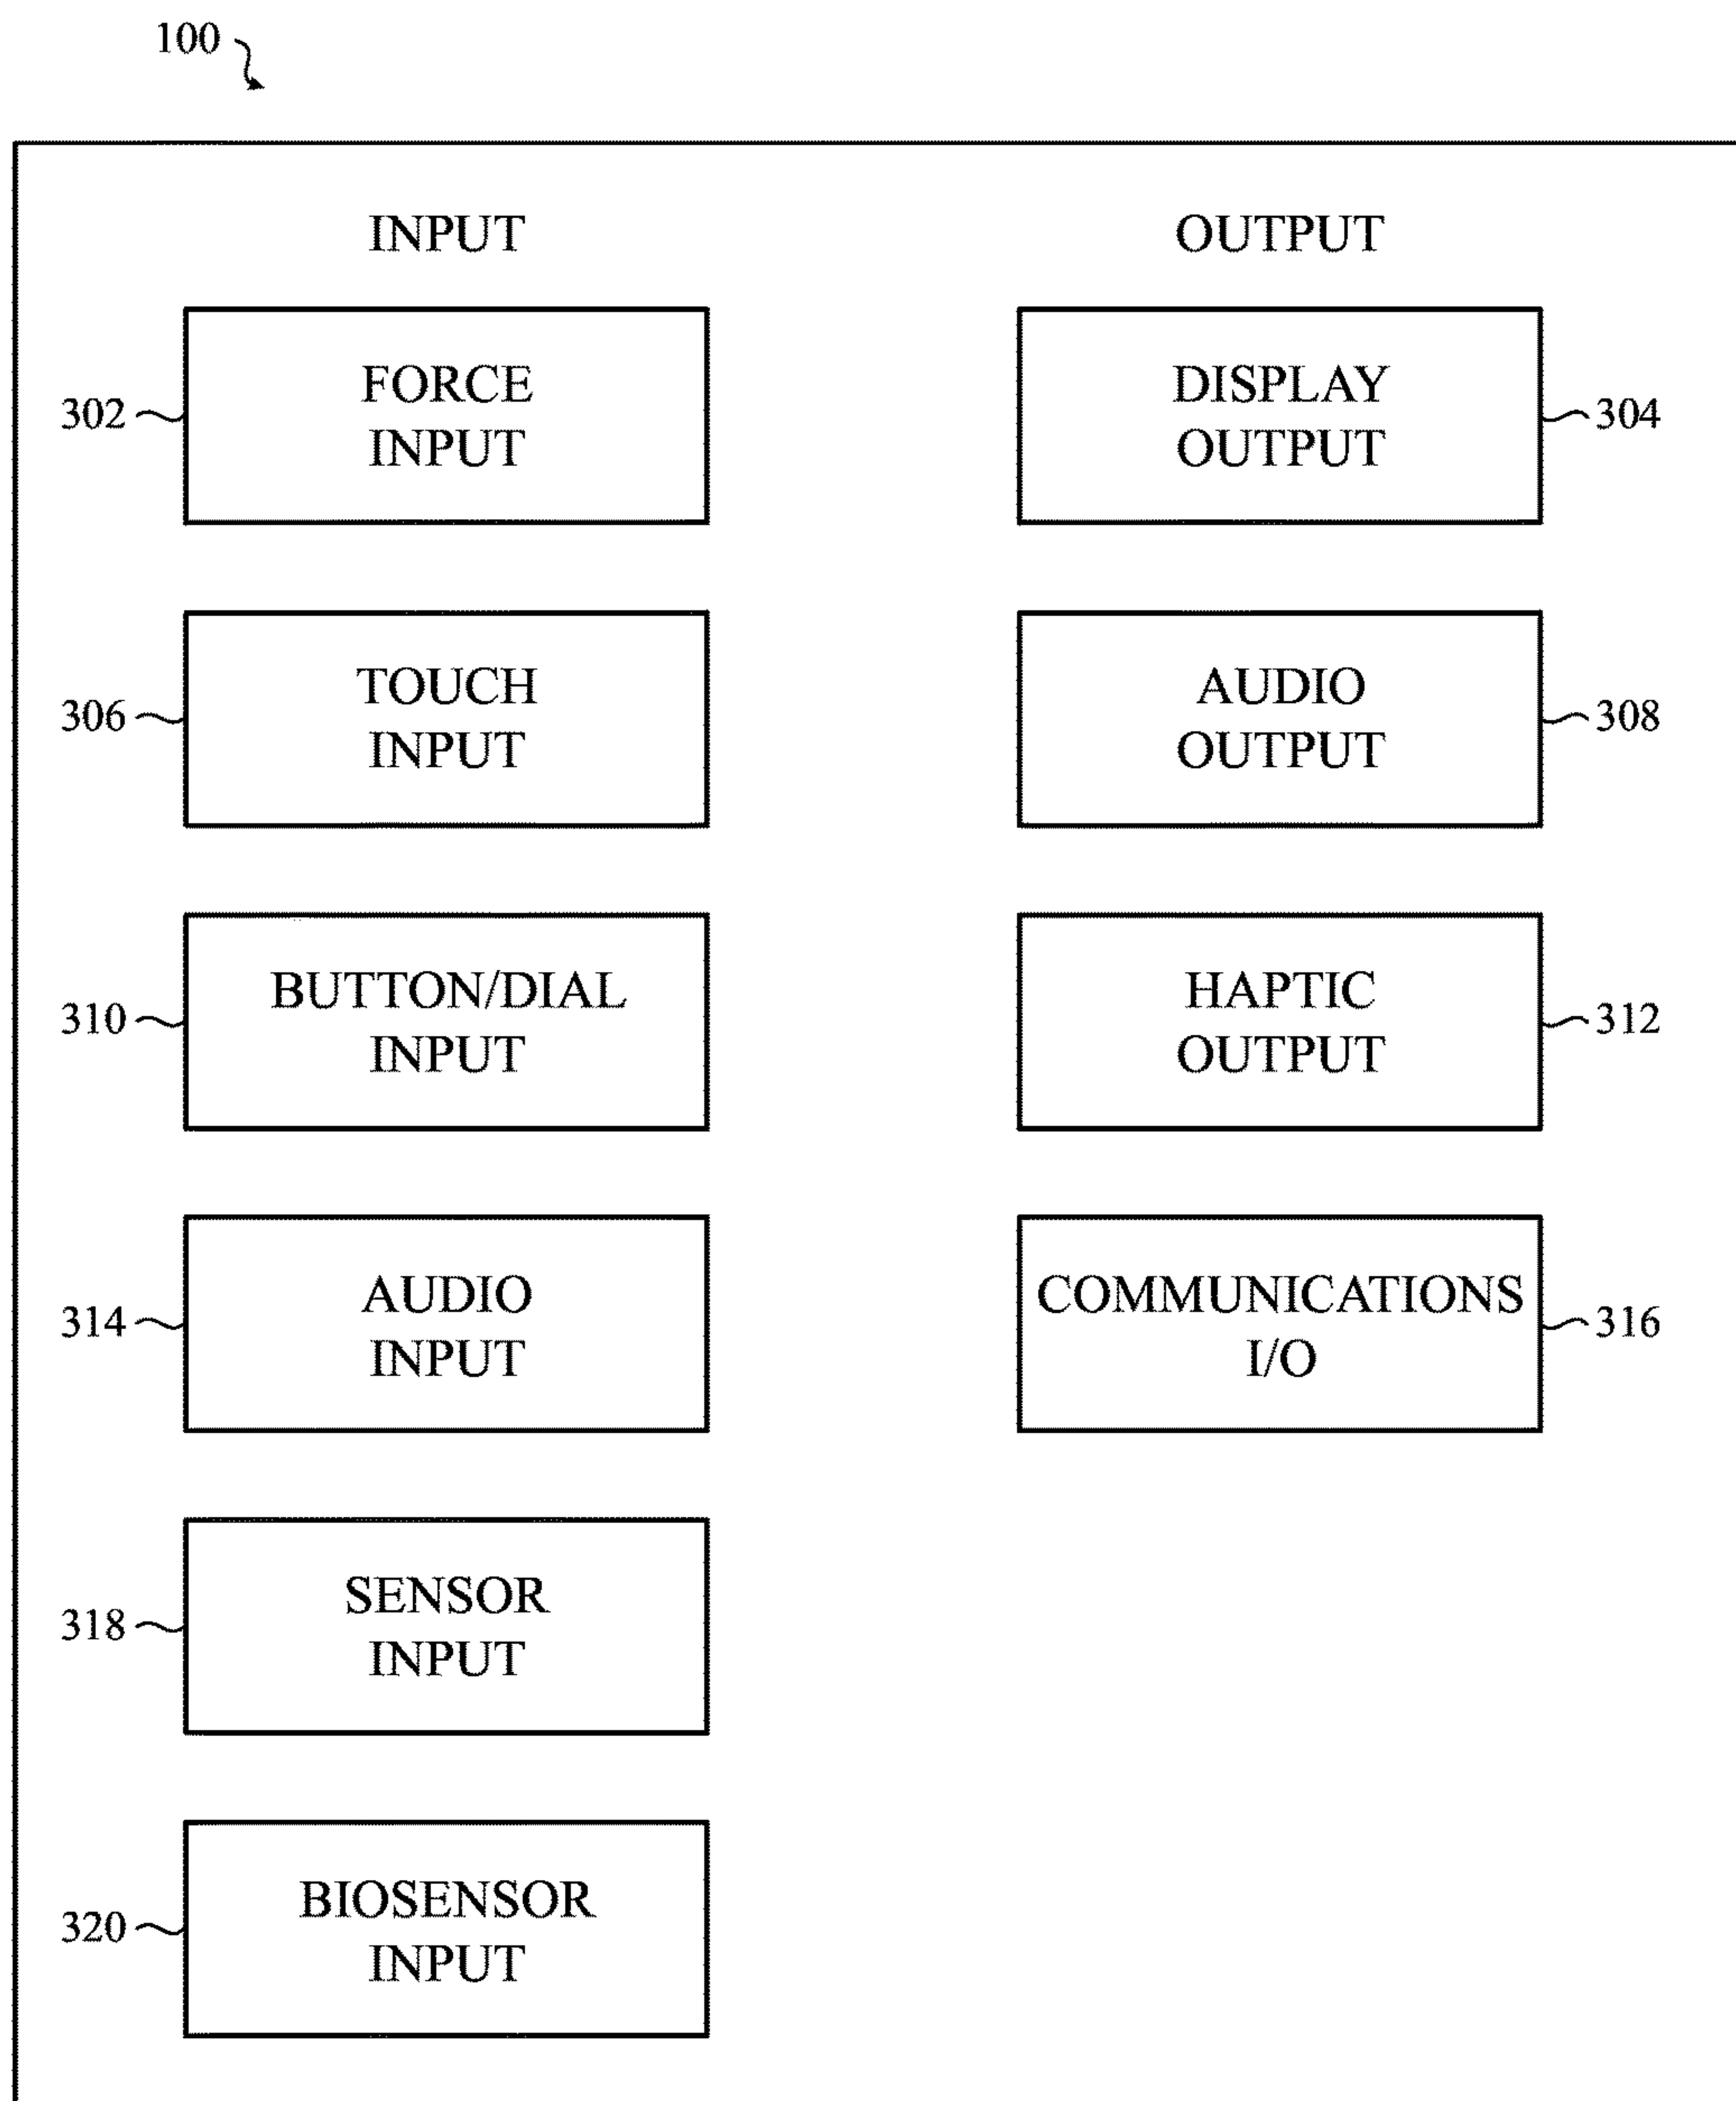 100
INPUT
OUTPUT
302
FORCE
INPUT
DISPLAY
OUTPUT
304
306
TOUCH
INPUT
AUDIO
OUTPUT
308
310
BUTTON/DIAL
INPUT
HAPTIC
OUTPUT
312
314
AUDIO
INPUT
COMMUNICATIONS
I/O
316
318
SENSOR
INPUT
320
BIOSENSOR
INPUT